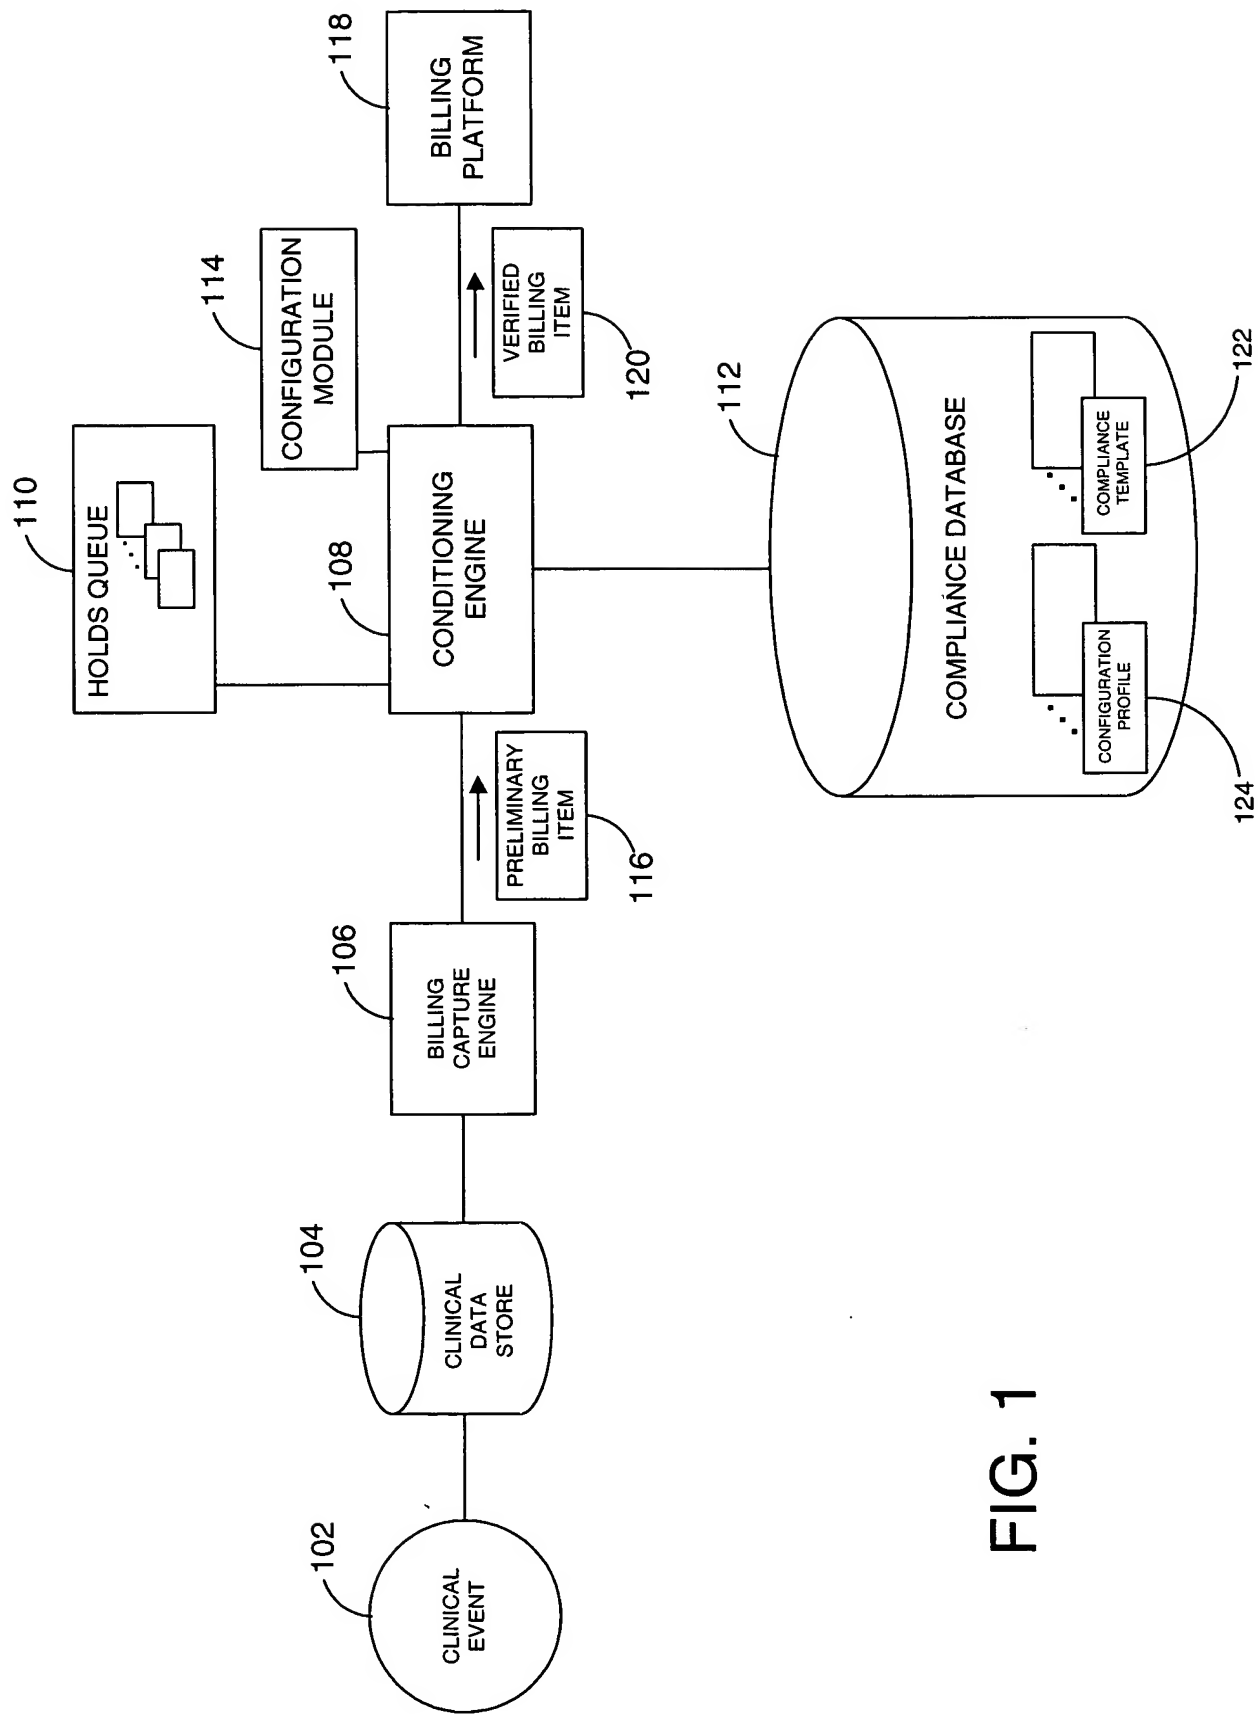 110
HOLDS QUEUE
114
CONFIGURATION
MODULE
118
BILLING
PLATFORM
102
CLINICAL
EVENT
104
CLINICAL
DATA
STORE
106
BILLING
CAPTURE
ENGINE
108
CONDITIONING
ENGINE
PRELIMINARY
BILLING
ITEM
116
VERIFIED
BILLING
ITEM
120
112
COMPLIANCE DATABASE
CONFIGURATION
PROFILE
124
COMPLIANCE
TEMPLATE
122
FIG. 1